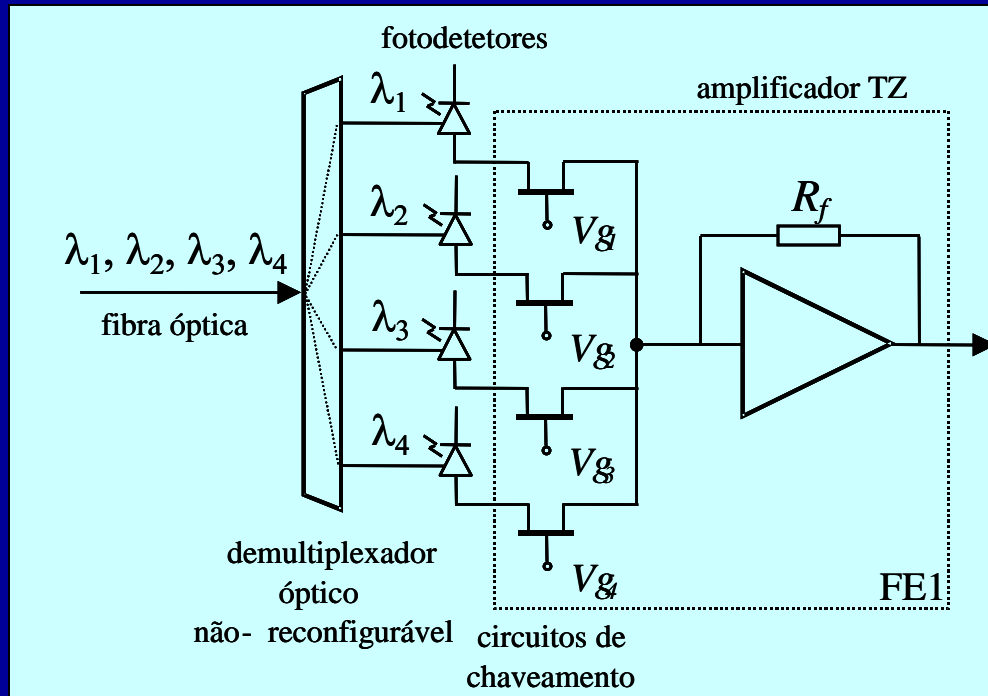 fotodetetores
amplificador TZ
λ1
λ2
λ3
λ4
λ1, λ2, λ3, λ4
fibra óptica
Vg1
Vg2
Vg3
Vg4
Rf
FE1
demultiplexador
óptico
não- reconfigurável
circuitos de
chaveamento